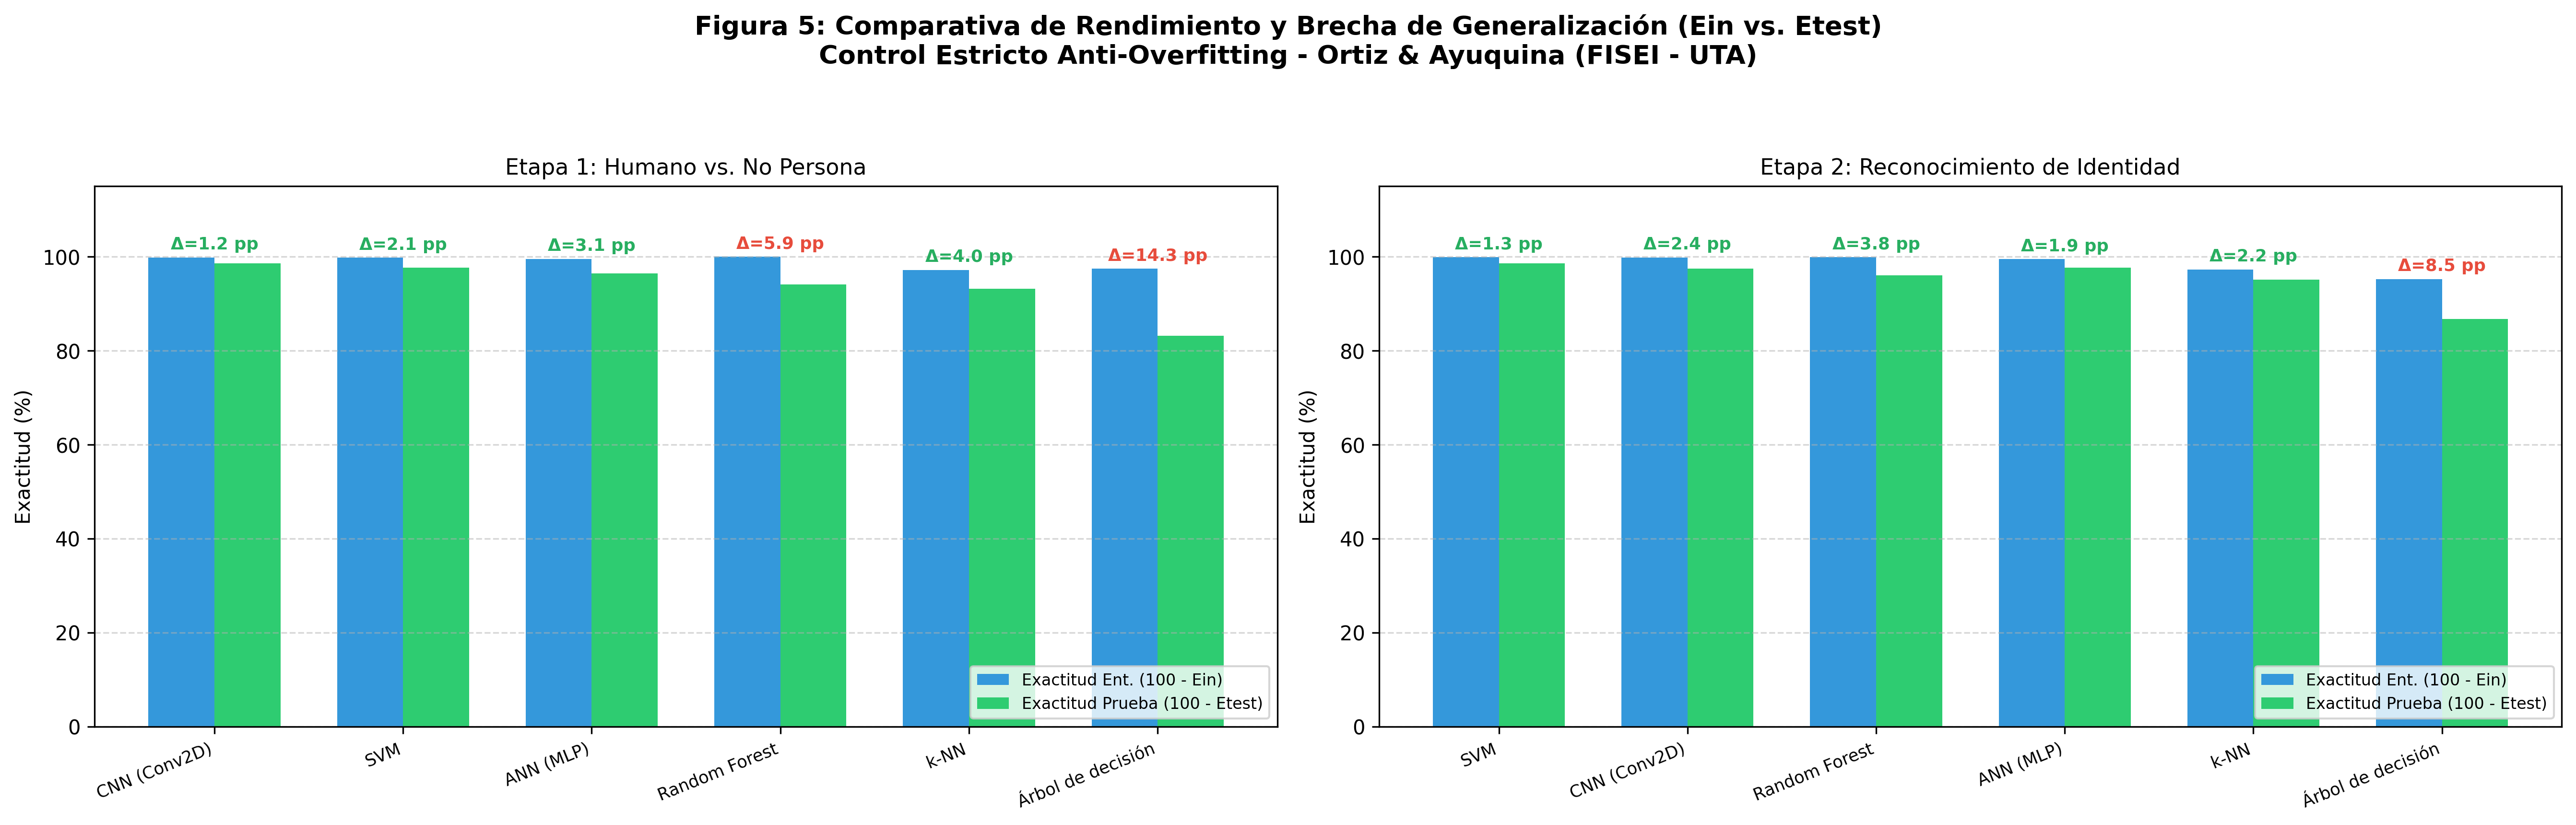 Figura 5: Comparativa de Rendimiento y Brecha de Generalización (Ein vs. Etest)
Control Estricto Anti-Overfitting - Ortiz & Ayuquina (FISEI - UTA)
Etapa 1: Humano vs. No Persona
Exactitud (%)
100
80
60
40
20
0
Δ=1.2 pp
Δ=2.1 pp
Δ=3.1 pp
Δ=5.9 pp
Δ=4.0 pp
Δ=14.3 pp
Exactitud Ent. (100 - Ein)
Exactitud Prueba (100 - Etest)
CNN (Conv2D)
SVM
ANN (MLP)
Random Forest
k-NN
Árbol de decisión
Etapa 2: Reconocimiento de Identidad
Exactitud (%)
100
80
60
40
20
0
Δ=1.3 pp
Δ=2.4 pp
Δ=3.8 pp
Δ=1.9 pp
Δ=2.2 pp
Δ=8.5 pp
Exactitud Ent. (100 - Ein)
Exactitud Prueba (100 - Etest)
SVM
CNN (Conv2D)
Random Forest
ANN (MLP)
k-NN
Árbol de decisión